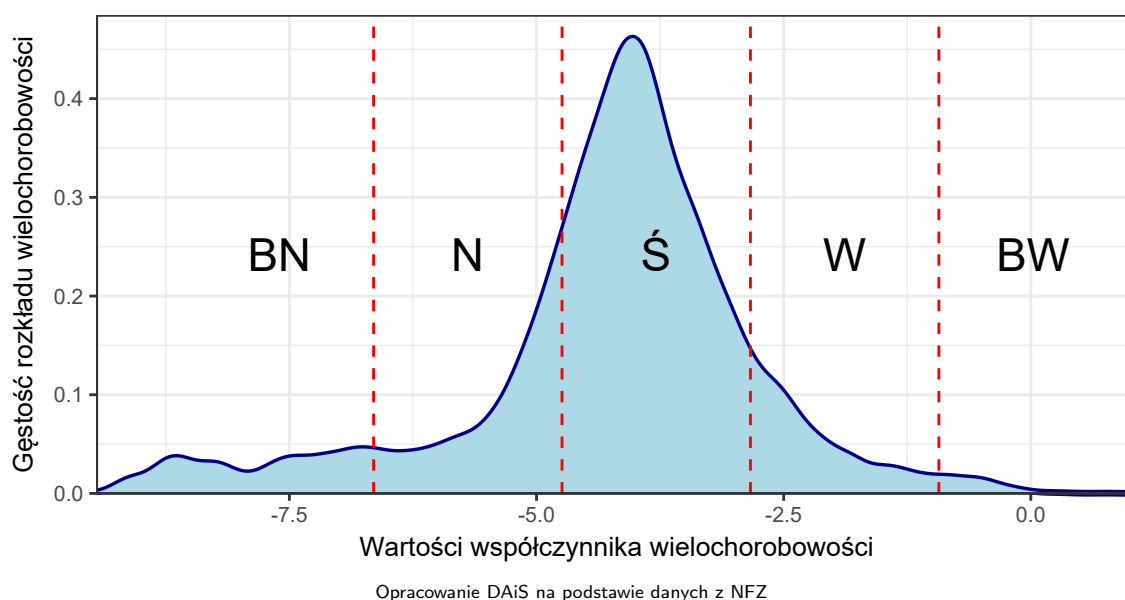 Gęstość rozkładu wielochorobowości
0.4
0.3
0.2
0.1
0.0
BN N Ś W BW
-7.5 -5.0 -2.5 0.0
Wartości współczynnika wielochorobowości
Opracowanie DAiS na podstawie danych z NFZ